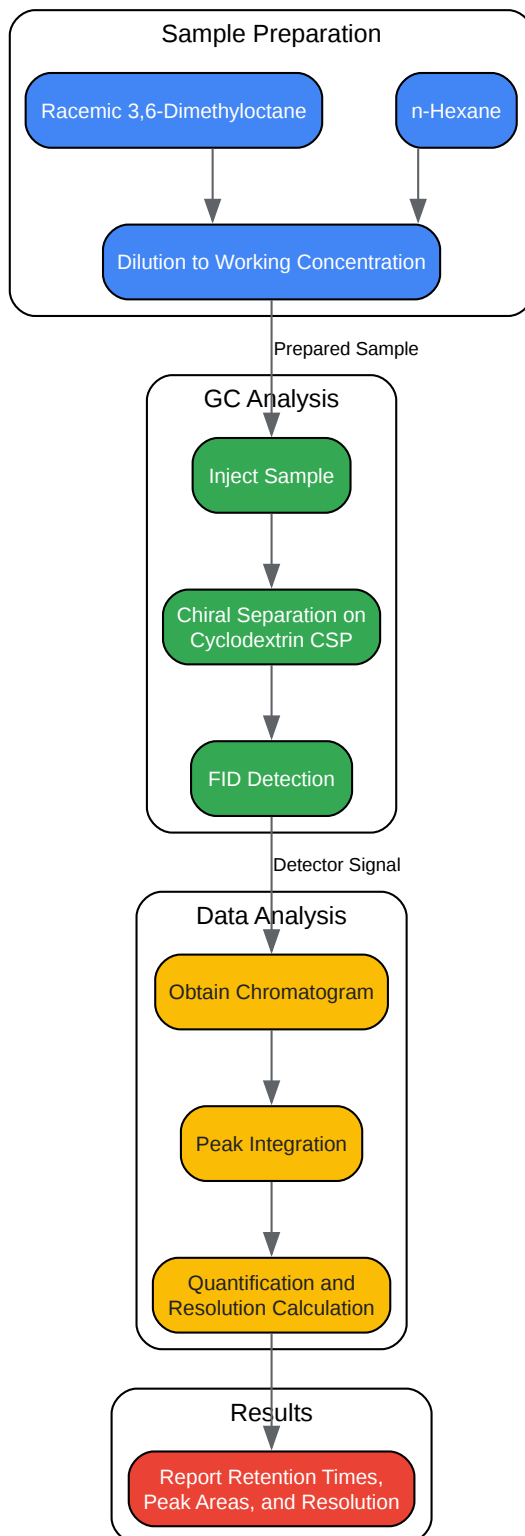 Sample Preparation
Racemic 3,6-Dimethyloctane
n-Hexane
Dilution to Working Concentration
Prepared Sample
GC Analysis
Inject Sample
Chiral Separation on
Cyclodextrin CSP
FID Detection
Detector Signal
Data Analysis
Obtain Chromatogram
Peak Integration
Quantification and
Resolution Calculation
Results
Report Retention Times,
Peak Areas, and Resolution